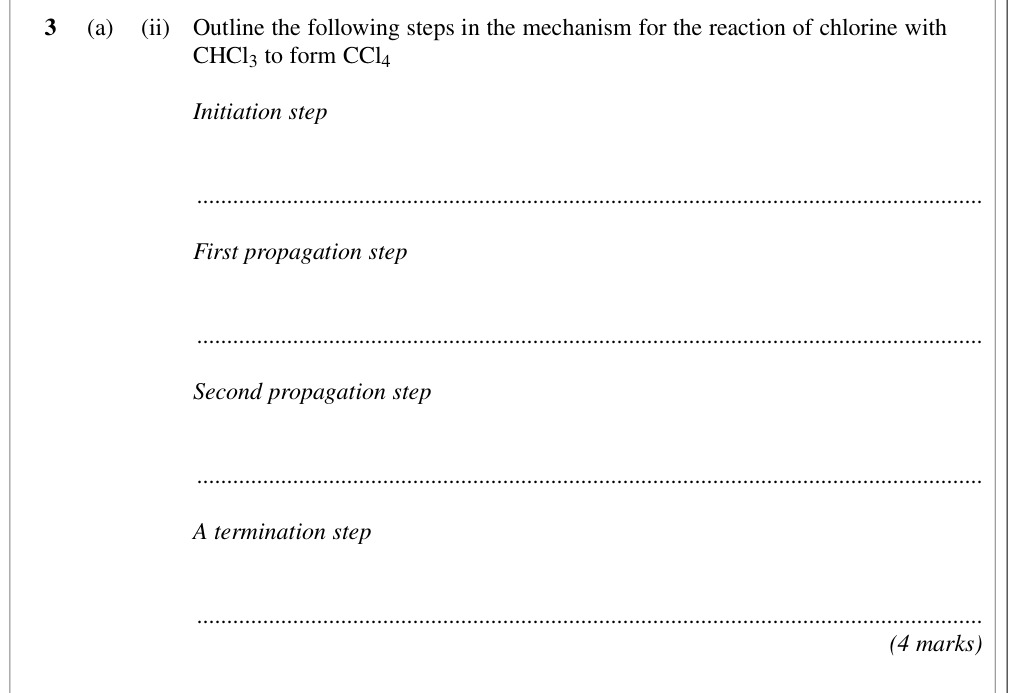 3 (a) (ii) Outline the following steps in the mechanism for the reaction of chlorine with
CHCl₃ to form CCl₄
Initiation step
....................................................................................................................................
First propagation step
....................................................................................................................................
Second propagation step
....................................................................................................................................
A termination step
....................................................................................................................................
(4 marks)